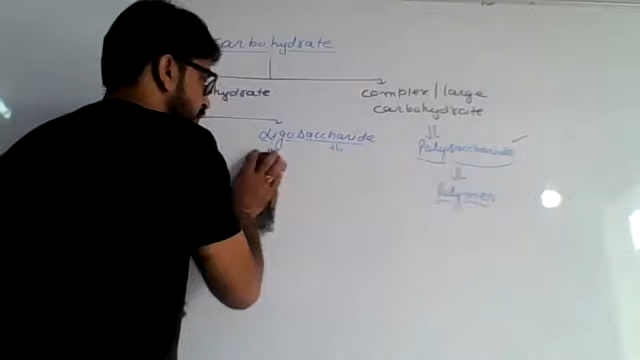 Carbohydrate
hydrate
complex / large
carbohydrate
oligosaccharide
Polysaccharide
Polymer